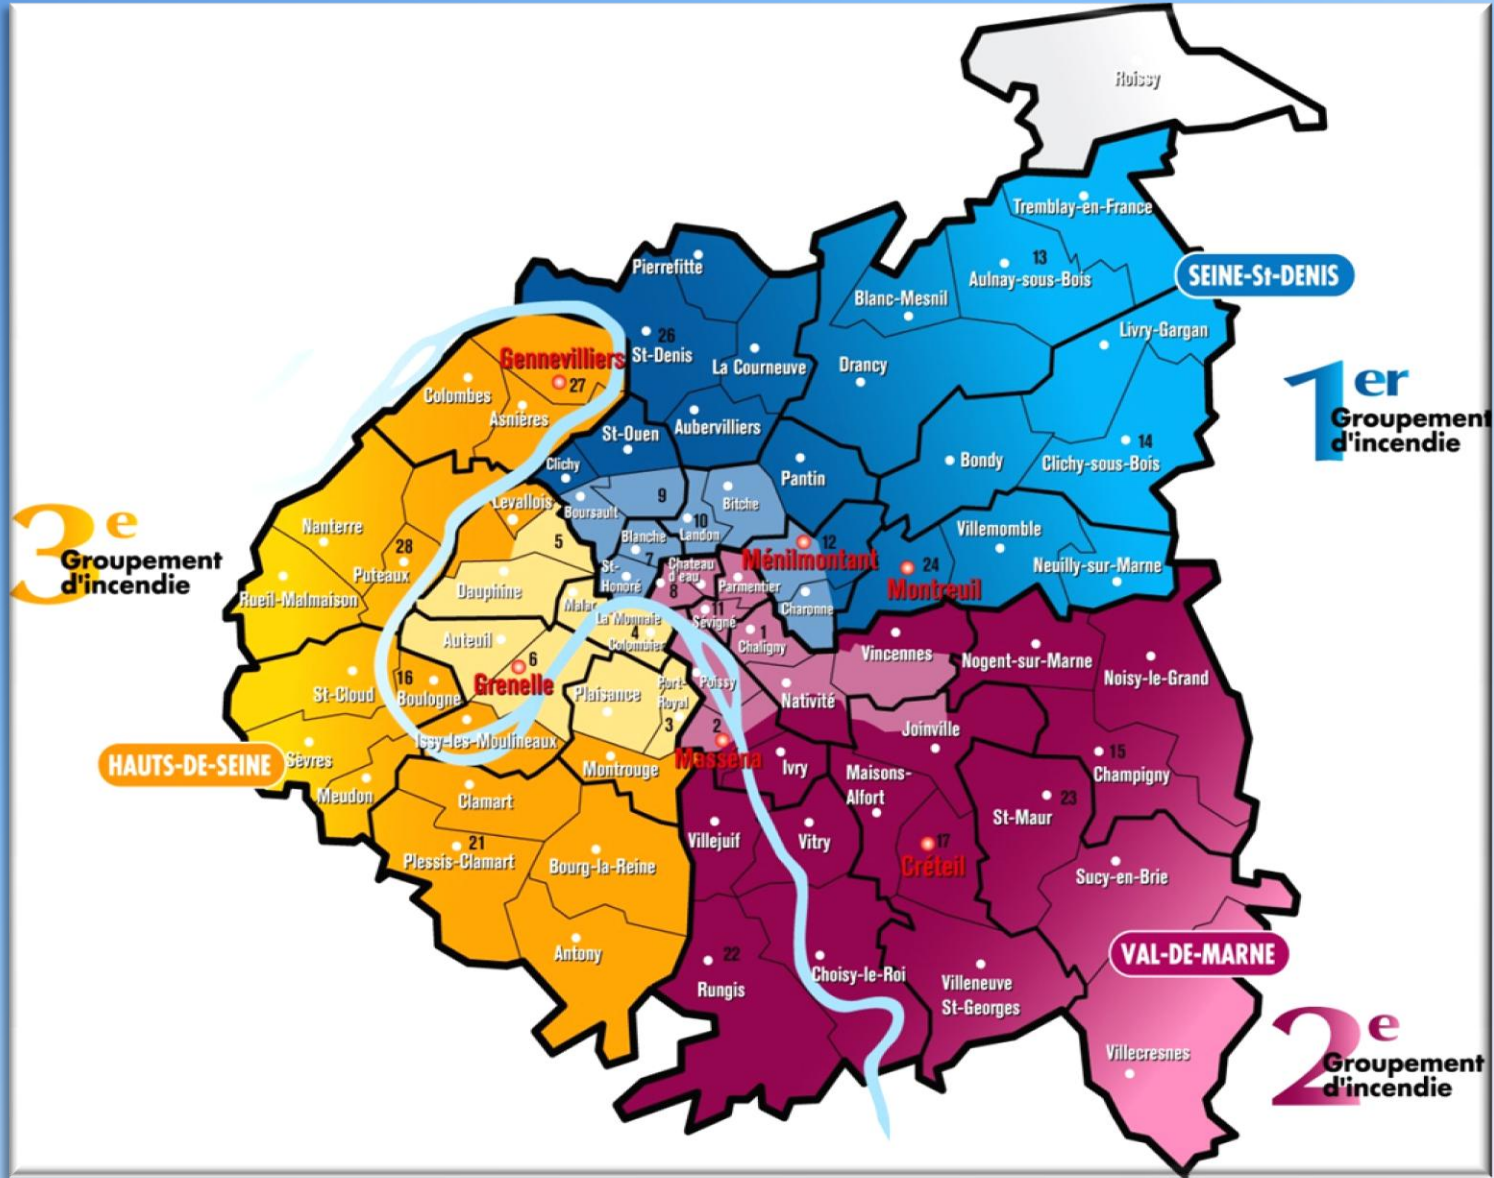 Roissy
Tremblay-en-France
13
Aulnay-sous-Bois
SEINE-St-DENIS
Pierrefitte
Blanc-Mesnil
Livry-Gargan
26
St-Denis
La Courneuve
Drancy
Gennevilliers
27
Colombes
Asnières
1er
Groupement
d'incendie
St-Ouen
Aubervilliers
14
Clichy-sous-Bois
Bondy
Clichy
Pantin
Levallois
Boursault
9
Bitche
3e
Groupement
d'incendie
Nanterre
10
Landon
Villemomble
Blanche
5
28
Puteaux
7
12
Ménilmontant
St-
Honoré
Chateau
d'eau
8
Parmentier
24
Montreuil
Neuilly-sur-Marne
Rueil-Malmaison
Dauphine
Malar
Charonne
La Monnaie
11
Sévigné
4
Colombier
1
Chaligny
Auteuil
6
Grenelle
Vincennes
Nogent-sur-Marne
Noisy-le-Grand
St-Cloud
16
Boulogne
Plaisance
Port-
Royal
3
Poissy
Nativité
2
Masséna
Joinville
Issy-les-Moulineaux
HAUTS-DE-SEINE
Sèvres
Montrouge
Ivry
Maisons-
Alfort
15
Champigny
Meudon
Clamart
St-Maur
23
21
Plessis-Clamart
Bourg-la-Reine
Villejuif
Vitry
17
Créteil
Sucy-en-Brie
Antony
22
Rungis
Choisy-le-Roi
Villeneuve
St-Georges
VAL-DE-MARNE
Villecresnes
2e
Groupement
d'incendie